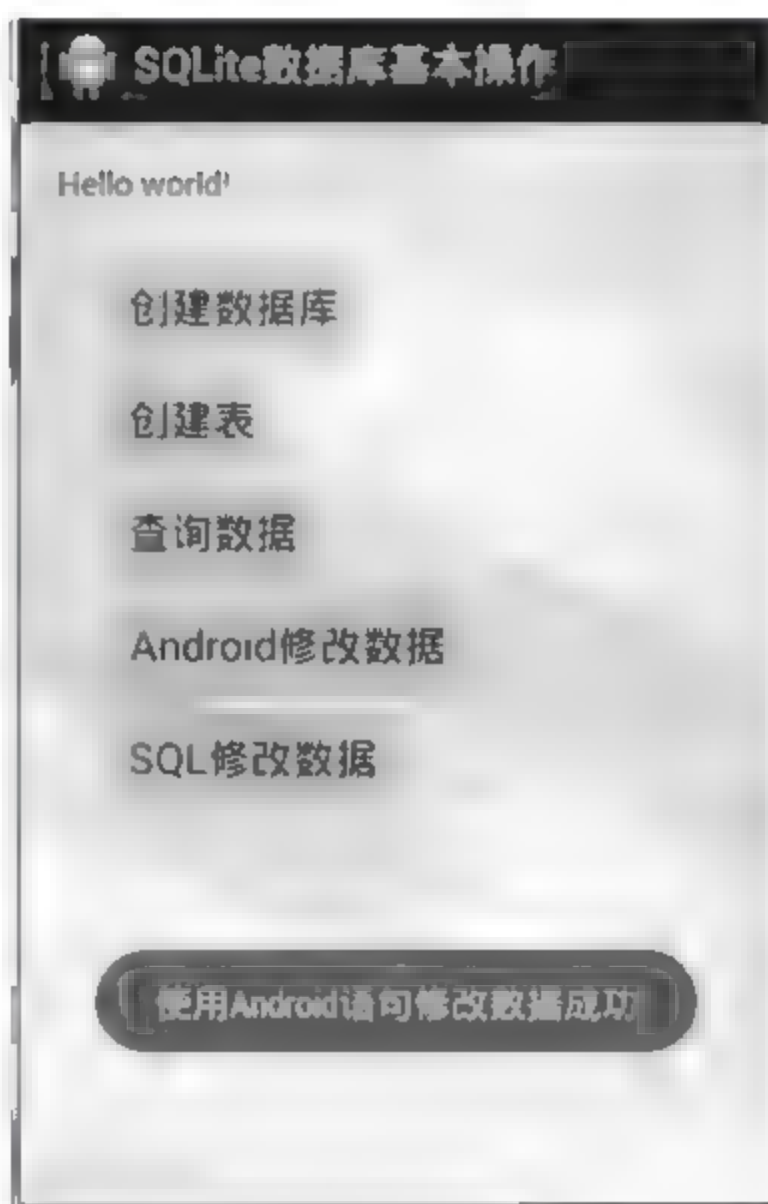 SQLite数据库基本操作
Hello world!
创建数据库
创建表
查询数据
Android修改数据
SQL修改数据
使用Android语句修改数据成功